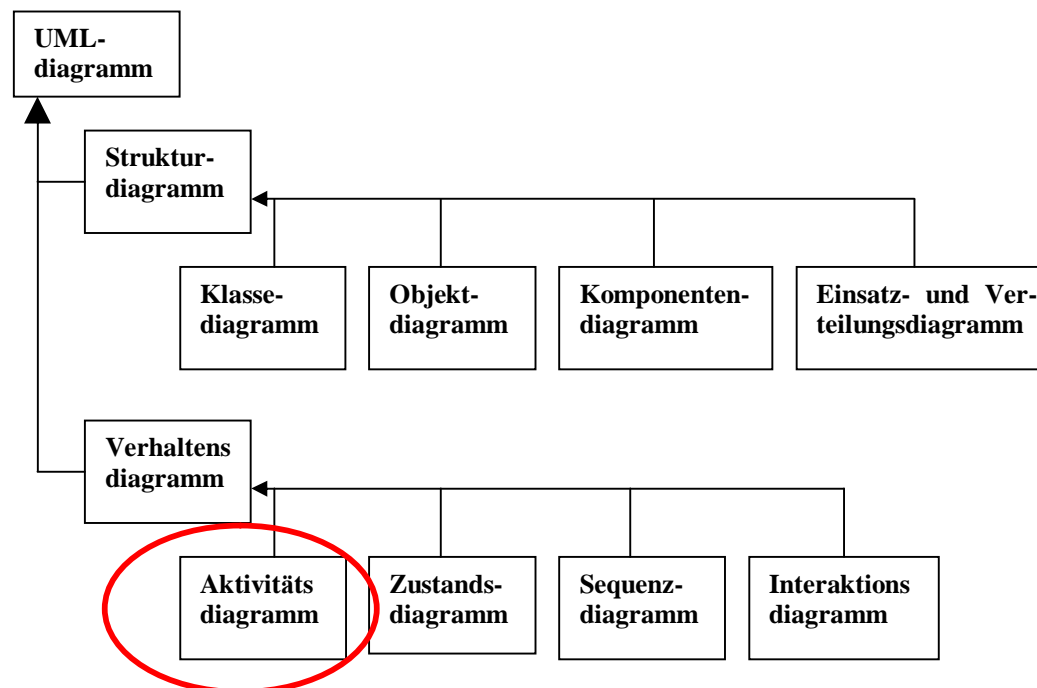 UML-
diagramm
Struktur-
diagramm
Klasse-
diagramm
Objekt-
diagramm
Komponenten-
diagramm
Einsatz- und Ver-
teilungsdiagramm
Verhaltens
diagramm
Aktivitäts
diagramm
Zustands-
diagramm
Sequenz-
diagramm
Interaktions
diagramm